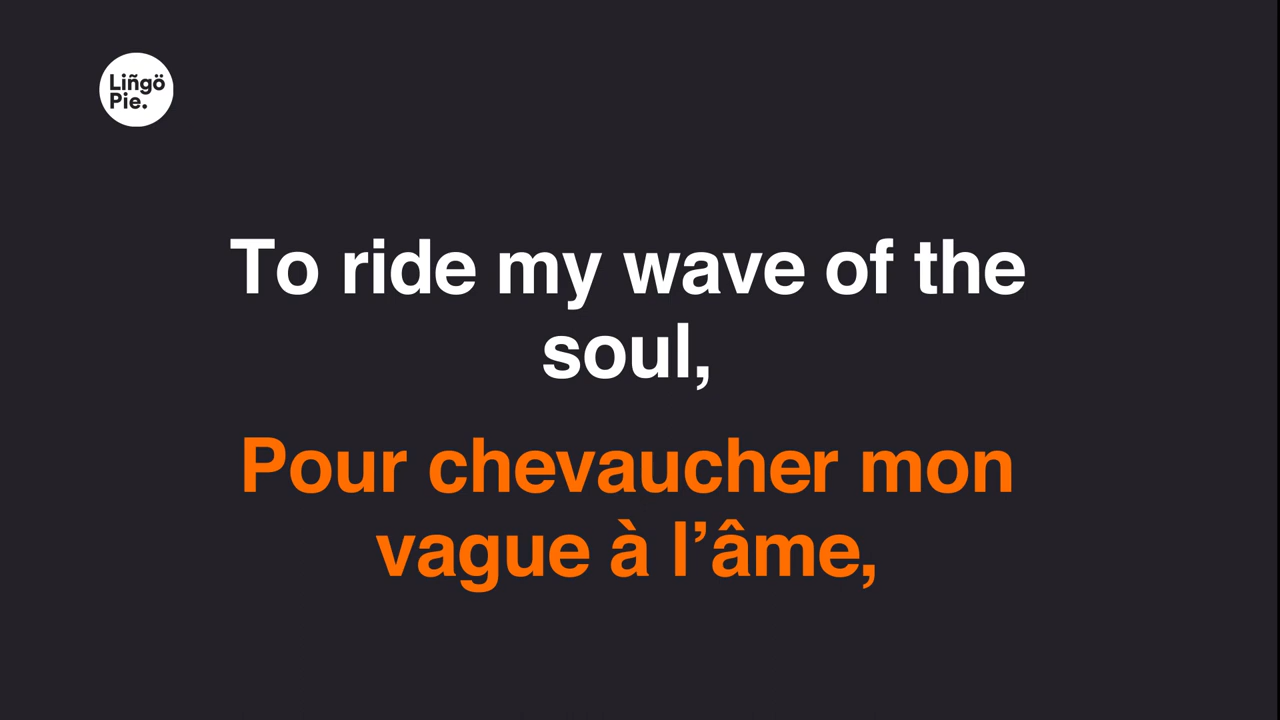 Liñgö
Pie.
To ride my wave of the
soul,
Pour chevaucher mon
vague à l’âme,